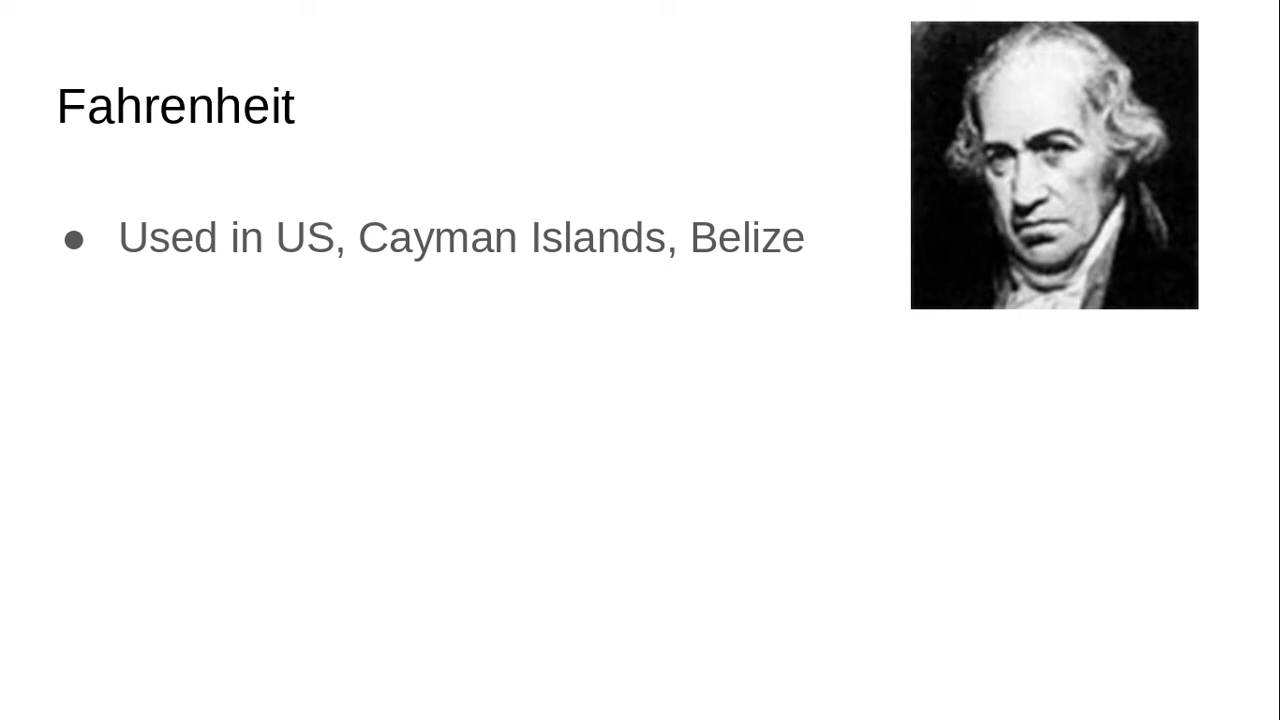 Fahrenheit
● Used in US, Cayman Islands, Belize